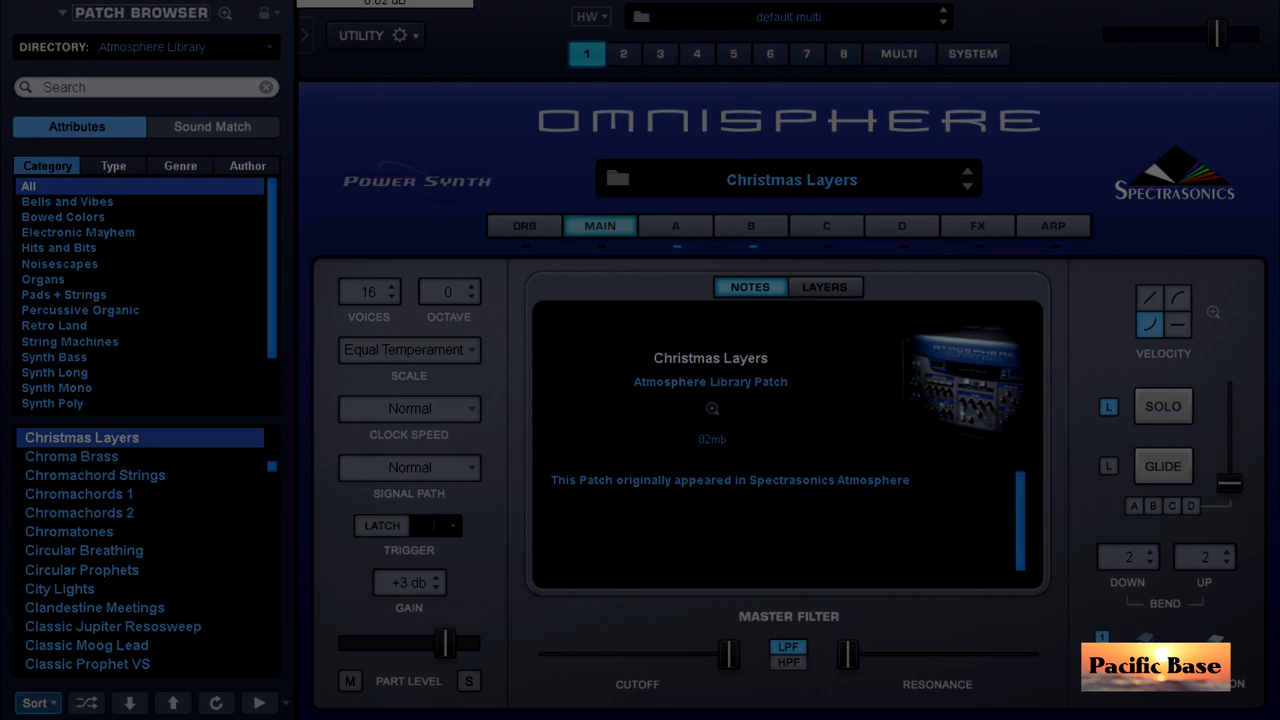 PATCH BROWSER
DIRECTORY: Atmosphere Library
Search
Attributes
Sound Match
Category
Type
Genre
Author
All
Bells and Vibes
Bowed Colors
Electronic Mayhem
Hits and Bits
Noisescapes
Organs
Pads + Strings
Percussive Organic
Retro Land
String Machines
Synth Bass
Synth Long
Synth Mono
Synth Poly
Christmas Layers
Chroma Brass
Chromachord Strings
Chromachords 1
Chromachords 2
Chromatones
Circular Breathing
Circular Prophets
City Lights
Clandestine Meetings
Classic Jupiter Resosweep
Classic Moog Lead
Classic Prophet VS
Sort
UTILITY
HW
default multi
1 2 3 4 5 6 7 8 MULTI SYSTEM
OMNISPHERE
POWER SYNTH
Christmas Layers
SPECTRASONICS
ORB MAIN A B C D FX ARP
16
0
VOICES
OCTAVE
Equal Temperament
SCALE
Normal
CLOCK SPEED
Normal
SIGNAL PATH
LATCH
TRIGGER
+3 db
GAIN
M PART LEVEL S
NOTES LAYERS
Christmas Layers
Atmosphere Library Patch
82mb
This Patch originally appeared in Spectrasonics Atmosphere
ATMOSPHERE
MASTER FILTER
LPF
HPF
CUTOFF
RESONANCE
VELOCITY
L SOLO
L GLIDE
A B C D
2
2
DOWN
UP
BEND
1
Pacific Base